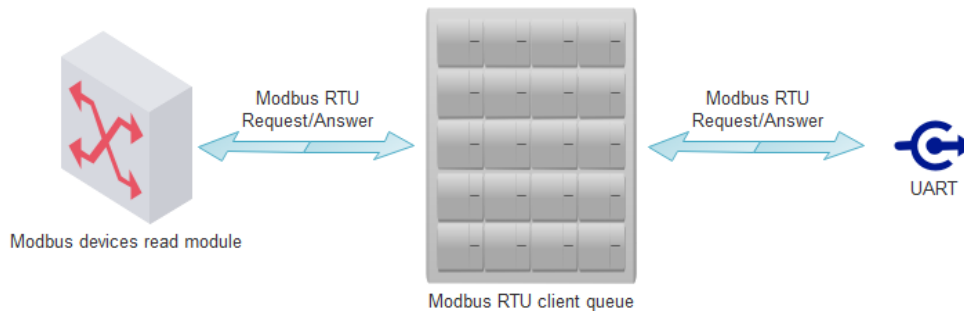 Modbus RTU
Request/Answer
Modbus RTU
Request/Answer
UART
Modbus devices read module
Modbus RTU client queue